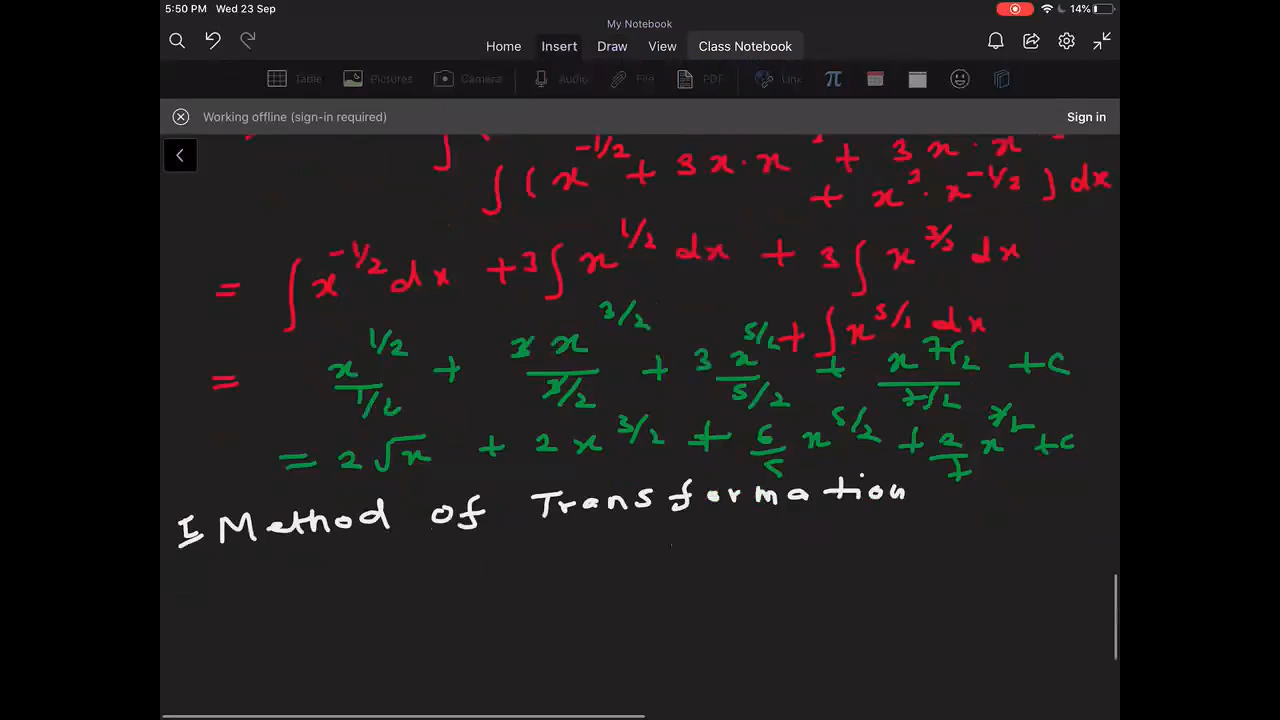 5:50 PM Wed 23 Sep
14%
My Notebook
Home Insert Draw View Class Notebook
Table Pictures Camera Audio File PDF Link π
Working offline (sign-in required) Sign in
∫ ( x^{-1/2} + 3x·x + 3x·x
+ x³·x^{-1/2} ) dx
= ∫ x^{-1/2} dx + 3 ∫ x^{1/2} dx + 3 ∫ x^{3/2} dx
+ ∫ x^{5/2} dx
= x^{1/2}/1/2 + 3 x^{3/2}/3/2 + 3 x^{5/2}/5/2 + x^{7/2}/7/2 + c
= 2√x + 2x^{3/2} + 6/5 x^{5/2} + 2/7 x^{7/2} + c
I Method of Transformation